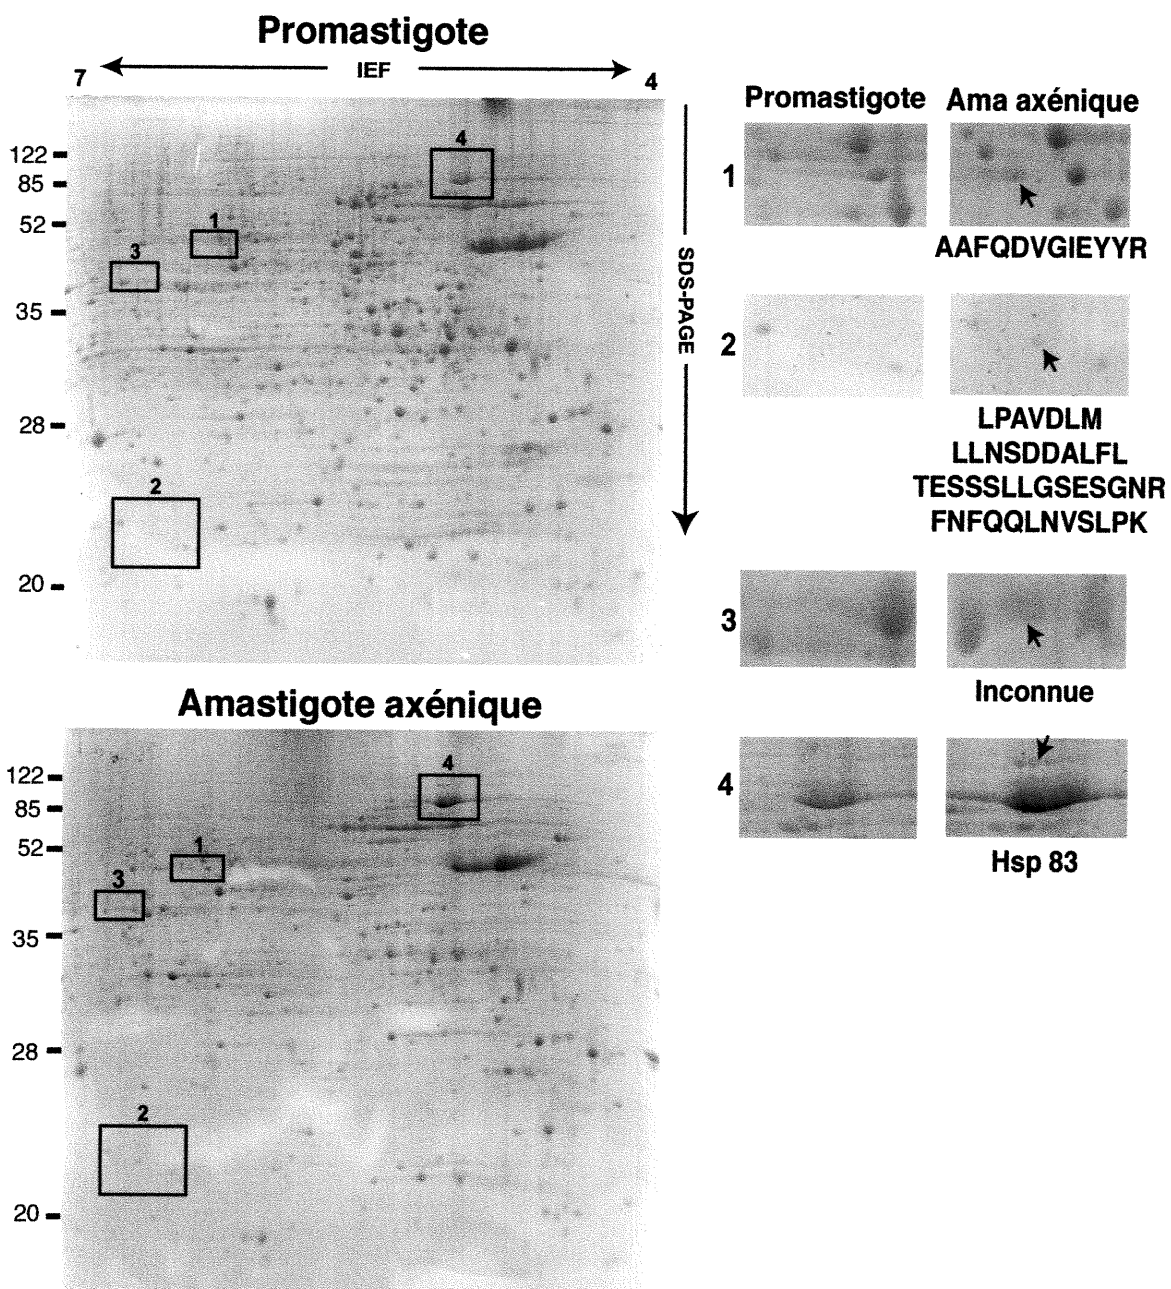 Promastigote
7 IEF 4
122
85
52
35
28
20
4
1
3
2
SDS-PAGE
Amastigote axénique
122
85
52
35
28
20
4
1
3
2
Promastigote Ama axénique
1
AAFQDVGIEYYR
2
LPAVDLM
LLNSDDALFL
TESSSLLGSESGNR
FNFQQLNVSLPK
3
Inconnue
4
Hsp 83